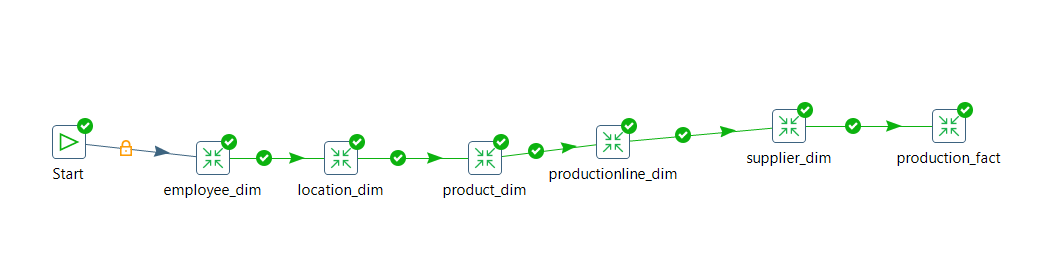 Start
employee_dim
location_dim
product_dim
productionline_dim
supplier_dim
production_fact